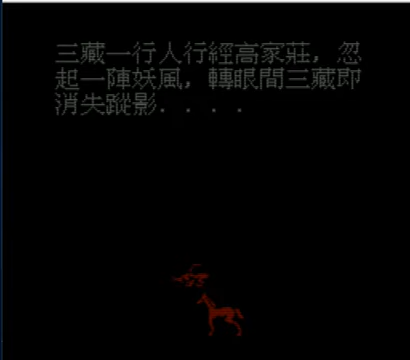 三藏一行人行經高家莊，忽
起一陣妖風，轉眼間三藏即
消失蹤影．．．．